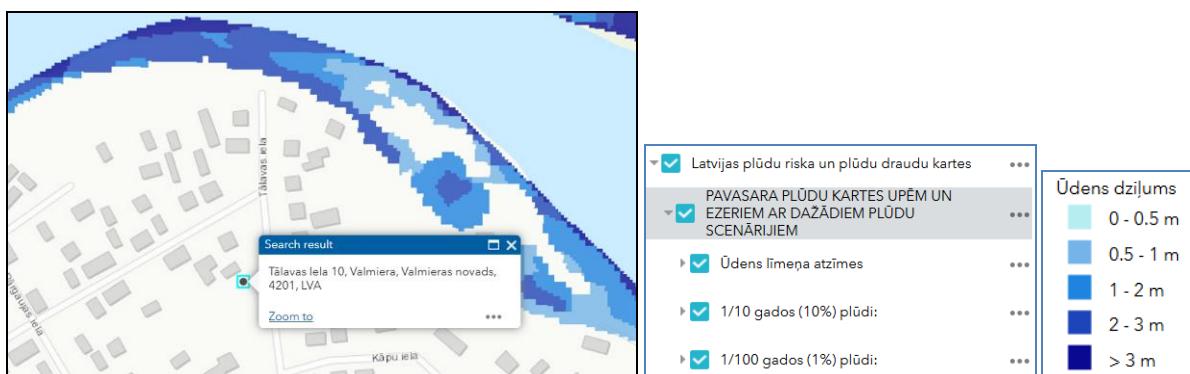 Tālavas iela
Search result
Tālavas Iela 10, Valmiera, Valmieras novads,
4201, LVA
Zoom to
Kāpu iela
Latvijas plūdu riska un plūdu draudu kartes
PAVASARA PLŪDU KARTES UPĒM UN
EZERIEM AR DAŽĀDIEM PLŪDU
SCENĀRIJIEM
Ūdens līmeņa atzīmes
1/10 gados (10%) plūdi:
1/100 gados (1%) plūdi:
Ūdens dziļums
0 - 0.5 m
0.5 - 1 m
1 - 2 m
2 - 3 m
> 3 m